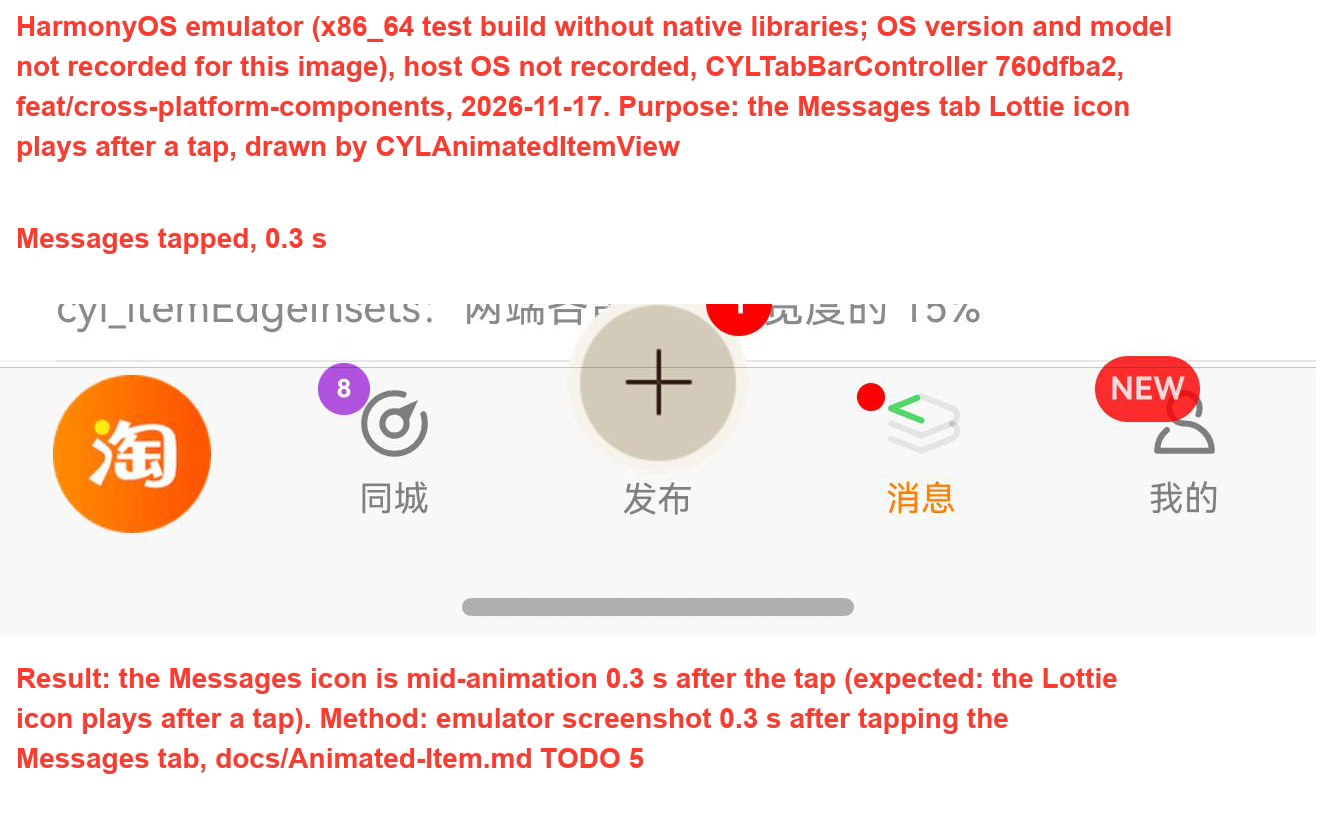 HarmonyOS emulator (x86_64 test build without native libraries; OS version and model
not recorded for this image), host OS not recorded, CYLTabBarController 760dfba2,
feat/cross-platform-components, 2026-11-17. Purpose: the Messages tab Lottie icon
plays after a tap, drawn by CYLAnimatedItemView
Messages tapped, 0.3 s
cyl_itemEdgeInsets: 网端各 宽度的 15%
淘
8
NEW
同城
发布
消息
我的
Result: the Messages icon is mid-animation 0.3 s after the tap (expected: the Lottie
icon plays after a tap). Method: emulator screenshot 0.3 s after tapping the
Messages tab, docs/Animated-Item.md TODO 5